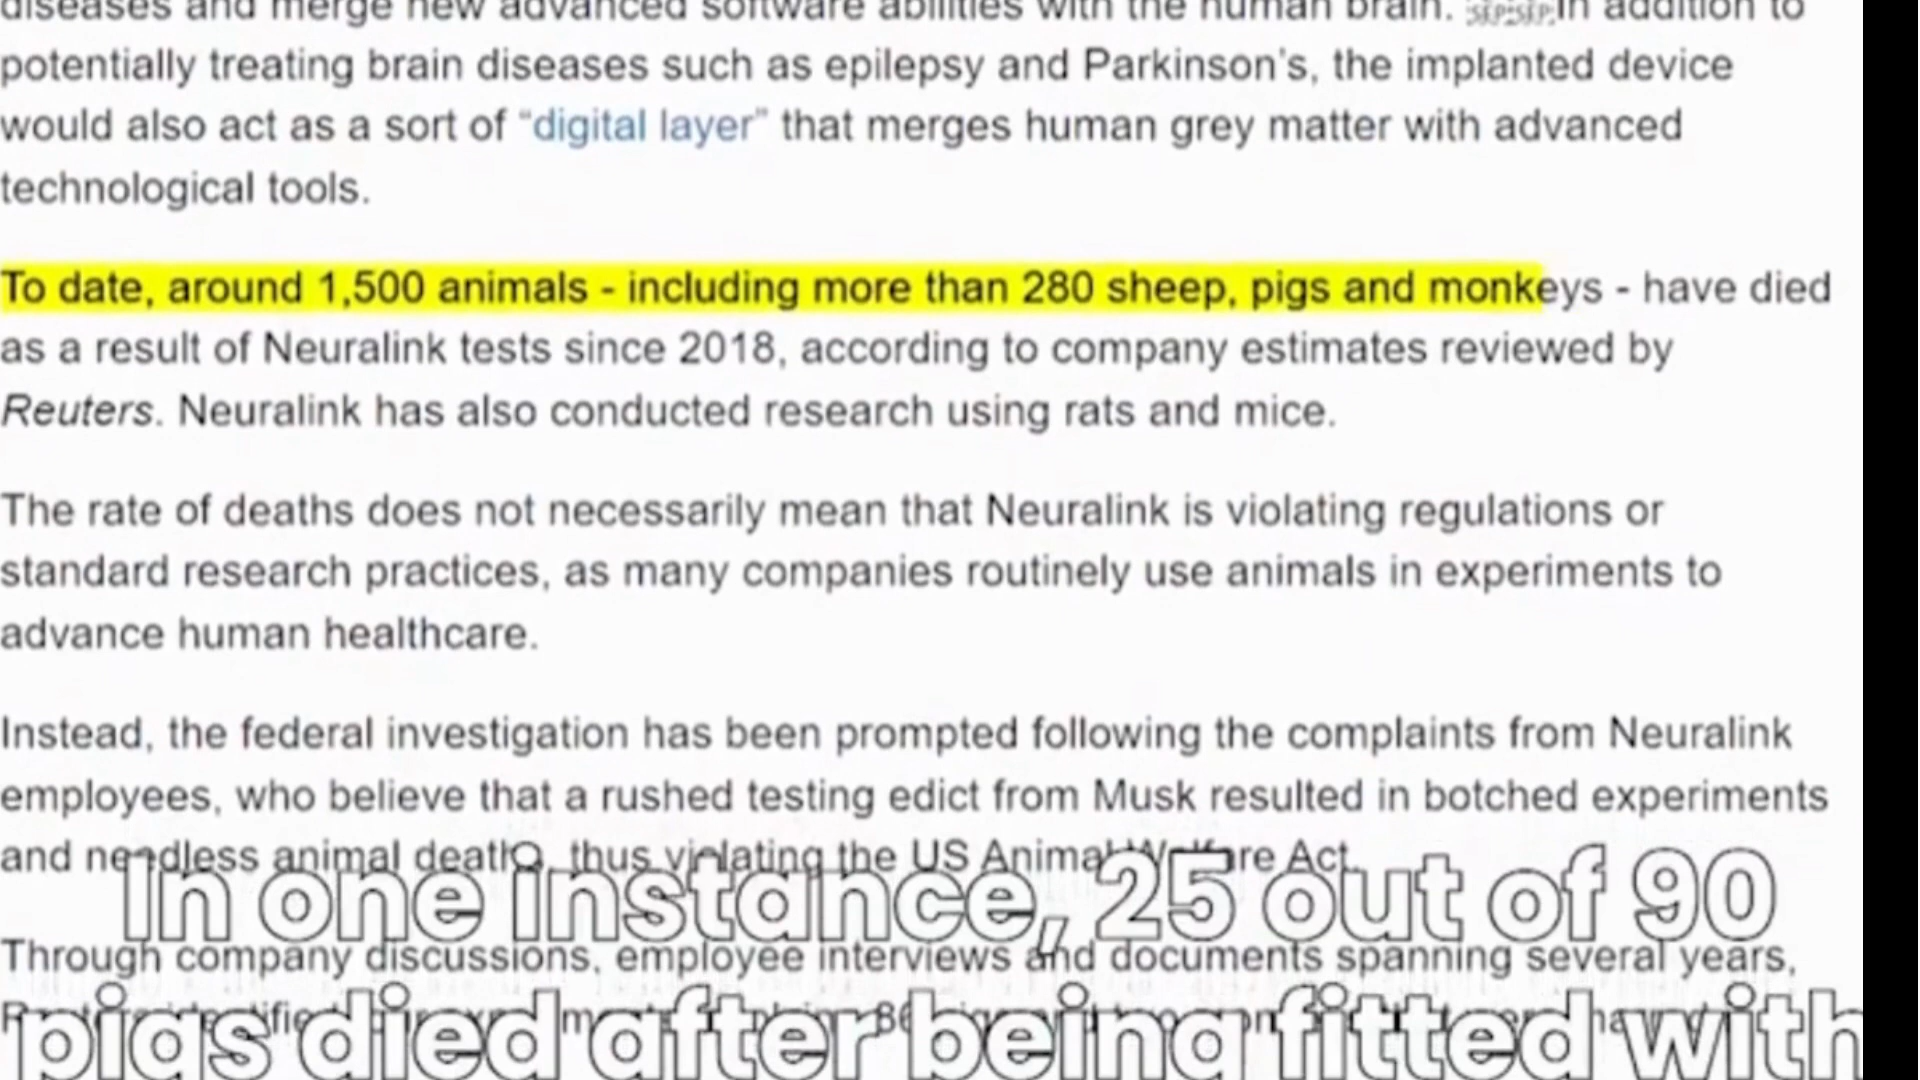 diseases and merge new advanced software abilities with the human brain. In addition to
potentially treating brain diseases such as epilepsy and Parkinson's, the implanted device
would also act as a sort of “digital layer” that merges human grey matter with advanced
technological tools.
To date, around 1,500 animals - including more than 280 sheep, pigs and monkeys - have died
as a result of Neuralink tests since 2018, according to company estimates reviewed by
Reuters. Neuralink has also conducted research using rats and mice.
The rate of deaths does not necessarily mean that Neuralink is violating regulations or
standard research practices, as many companies routinely use animals in experiments to
advance human healthcare.
Instead, the federal investigation has been prompted following the complaints from Neuralink
employees, who believe that a rushed testing edict from Musk resulted in botched experiments
and needless animal deaths, thus violating the US Animal Welfare Act.
In one instance, 25 out of 90
Through company discussions, employee interviews and documents spanning several years,
pigs died after being fitted with